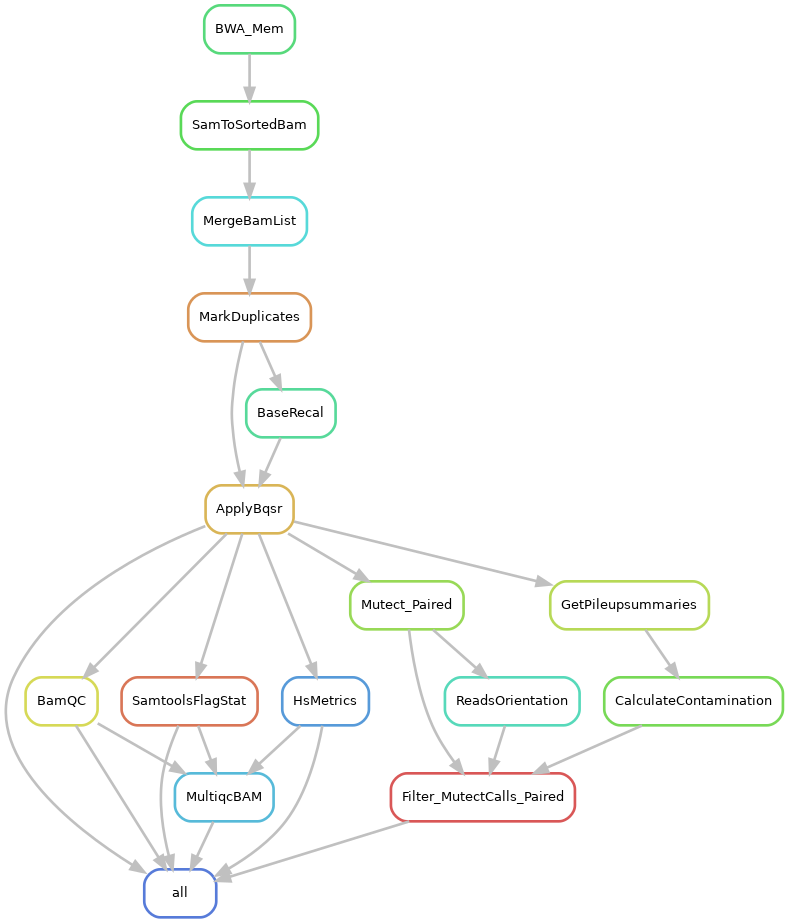 BWA_Mem
SamToSortedBam
MergeBamList
MarkDuplicates
BaseRecal
ApplyBqsr
Mutect_Paired
GetPileupsummaries
BamQC
SamtoolsFlagStat
HsMetrics
ReadsOrientation
CalculateContamination
MultiqcBAM
Filter_MutectCalls_Paired
all